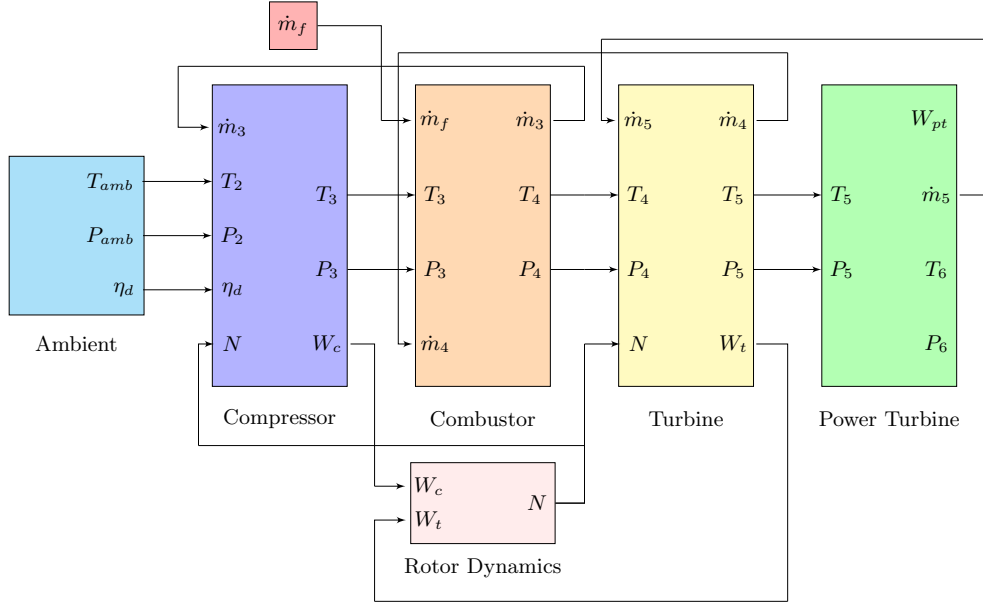 ṁ_f
ṁ_3
T_2
P_2
η_d
N
T_3
P_3
W_c
Compressor
T_amb
P_amb
η_d
Ambient
ṁ_f
T_3
P_3
ṁ_4
ṁ_3
T_4
P_4
Combustor
ṁ_5
T_4
P_4
N
ṁ_4
T_5
P_5
W_t
Turbine
T_5
P_5
W_pt
ṁ_5
T_6
P_6
Power Turbine
W_c
W_t
N
Rotor Dynamics